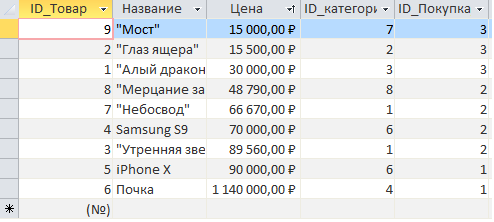 ID_Товар Название Цена ID_категори ID_Покупка
9 "Мост" 15 000,00 ₽ 7 3
2 "Глаз ящера" 15 500,00 ₽ 2 3
1 "Алый дракон 30 000,00 ₽ 3 3
8 "Мерцание за 48 790,00 ₽ 8 2
7 "Небосвод" 66 670,00 ₽ 1 2
4 Samsung S9 70 000,00 ₽ 6 2
3 "Утренняя зве 89 560,00 ₽ 1 2
5 iPhone X 90 000,00 ₽ 6 1
6 Почка 1 140 000,00 ₽ 4 1
(№)